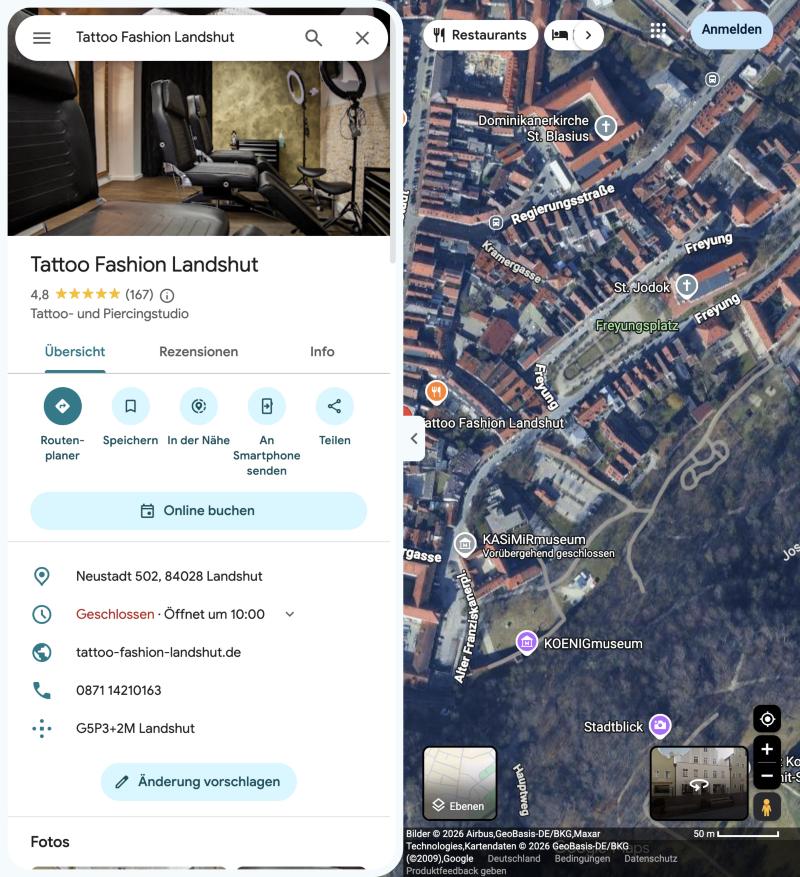 Tattoo Fashion Landshut
Tattoo Fashion Landshut
4,8 (167)
Tattoo- und Piercingstudio
Übersicht
Rezensionen
Info
Routen-
planer
Speichern
In der Nähe
An
Smartphone
senden
Teilen
Online buchen
Neustadt 502, 84028 Landshut
Geschlossen · Öffnet um 10:00
tattoo-fashion-landshut.de
0871 14210163
G5P3+2M Landshut
Änderung vorschlagen
Fotos
Restaurants
Anmelden
Dominikanerkirche
St. Blasius
Regierungsstraße
Kramergasse
Freyung
St. Jodok
Freyung
Freyungsplatz
Freyung
attoo Fashion Landshut
KASiMiRmuseum
Vorübergehend geschlossen
rgasse
Jos
Alter Franziskanerpl.
KOENIGmuseum
Stadtblick
Hauptweg
Ebenen
Bilder © 2026 Airbus,GeoBasis-DE/BKG,Maxar
Technologies,Kartendaten © 2026 GeoBasis-DE/BKG
(©2009),Google Deutschland Bedingungen Datenschutz
Produktfeedback geben
50 m